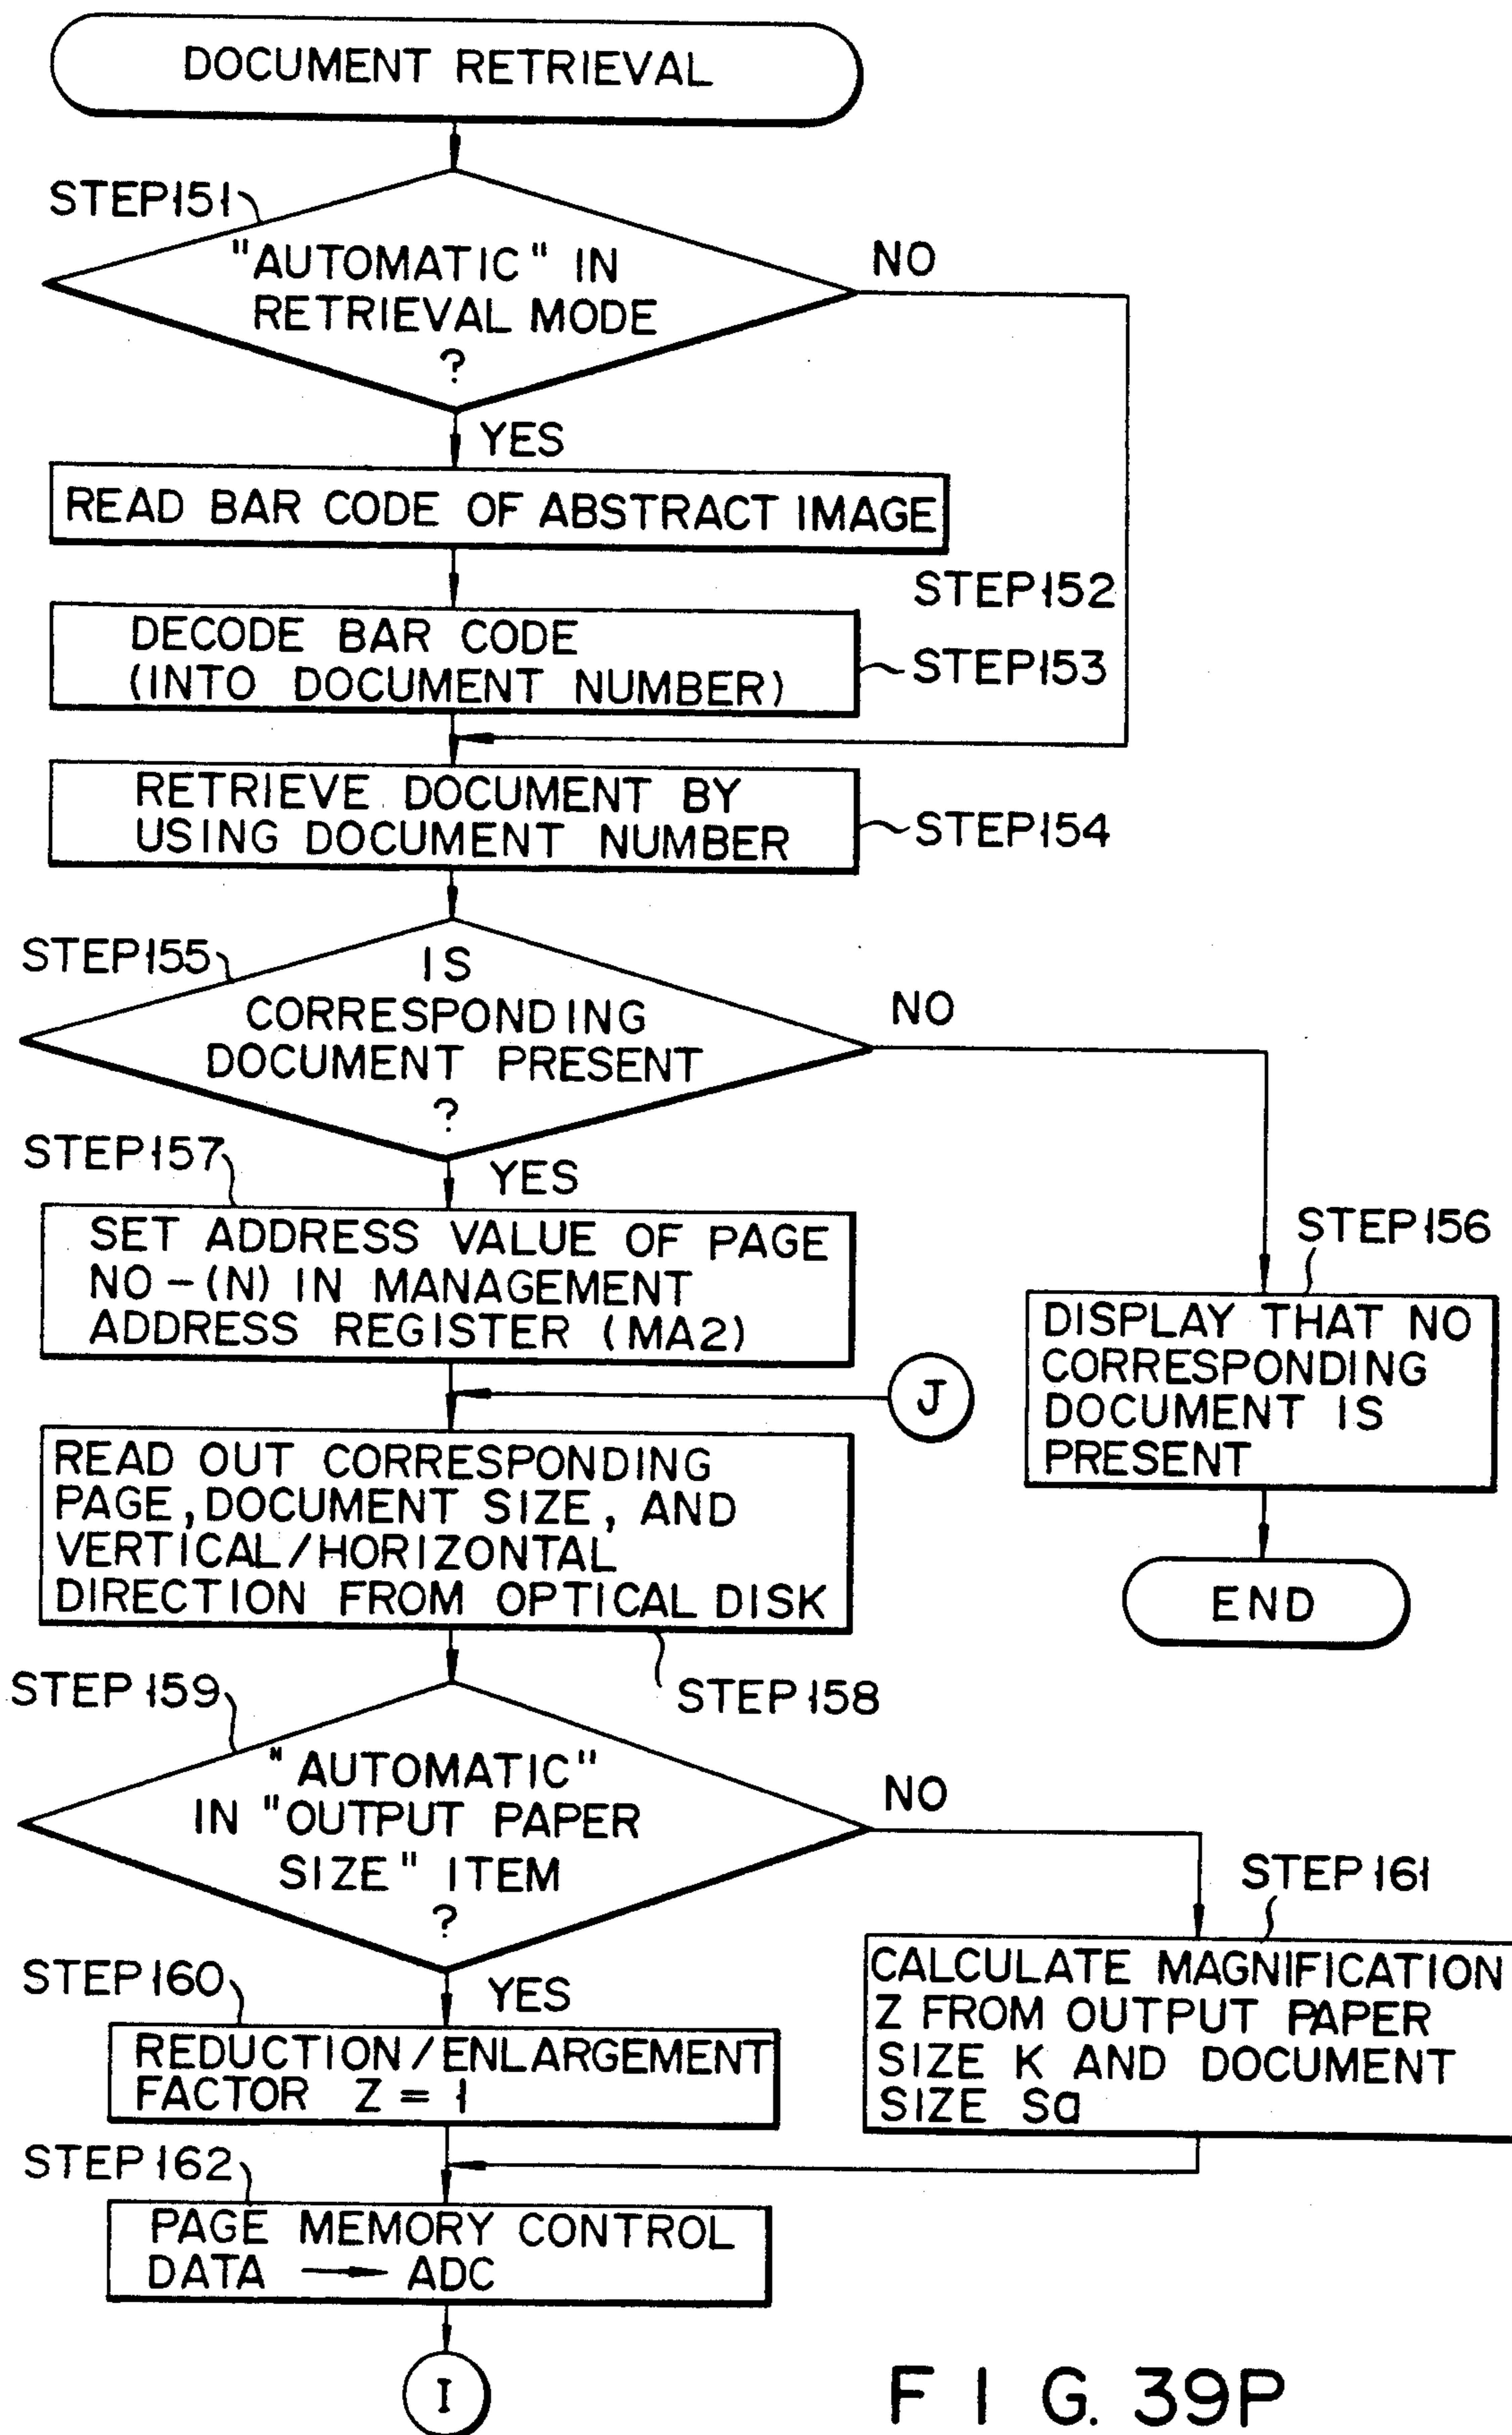 DOCUMENT RETRIEVAL
STEP151
"AUTOMATIC" IN
RETRIEVAL MODE
?
NO
YES
READ BAR CODE OF ABSTRACT IMAGE
STEP152
DECODE BAR CODE
(INTO DOCUMENT NUMBER)
STEP153
RETRIEVE DOCUMENT BY
USING DOCUMENT NUMBER
STEP154
STEP155
IS
CORRESPONDING
DOCUMENT PRESENT
?
NO
YES
STEP157
SET ADDRESS VALUE OF PAGE
NO-(N) IN MANAGEMENT
ADDRESS REGISTER (MA2)
STEP156
DISPLAY THAT NO
CORRESPONDING
DOCUMENT IS
PRESENT
END
J
READ OUT CORRESPONDING
PAGE, DOCUMENT SIZE, AND
VERTICAL/HORIZONTAL
DIRECTION FROM OPTICAL DISK
STEP158
STEP159
"AUTOMATIC"
IN "OUTPUT PAPER
SIZE" ITEM
?
NO
YES
STEP160
REDUCTION/ENLARGEMENT
FACTOR Z = 1
STEP161
CALCULATE MAGNIFICATION
Z FROM OUTPUT PAPER
SIZE K AND DOCUMENT
SIZE Sa
STEP162
PAGE MEMORY CONTROL
DATA → ADC
I
FIG. 39P